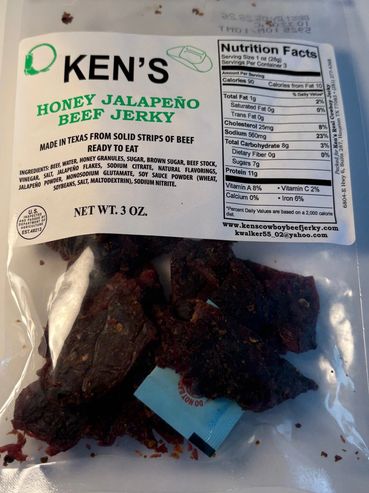 KEN'S
HONEY JALAPEÑO
BEEF JERKY
MADE IN TEXAS FROM SOLID STRIPS OF BEEF
READY TO EAT
INGREDIENTS: BEEF, WATER, HONEY GRANULES, SUGAR, BROWN SUGAR, BEEF STOCK,
VINEGAR, SALT, JALAPEÑO FLAKES, SODIUM CITRATE, NATURAL FLAVORINGS,
JALAPEÑO POWDER, MONOSODIUM GLUTAMATE, SOY SAUCE POWDER (WHEAT,
SOYBEANS, SALT, MALTODEXTRIN), SODIUM NITRITE.
NET WT. 3 OZ.
Nutrition Facts
Serving Size 1 oz (28g)
Servings Per Container 3
Amount Per Serving
Calories 90 Calories from Fat 10
% Daily Value*
Total Fat 1g 2%
Saturated Fat 0g 0%
Trans Fat 0g
Cholesterol 25mg 8%
Sodium 560mg 23%
Total Carbohydrate 8g 3%
Dietary Fiber 0g 0%
Sugars 7g
Protein 11g
Vitamin A 8% • Vitamin C 2%
Calcium 0% • Iron 6%
*Percent Daily Values are based on a 2,000 calorie
diet.
www.kenscowboybeefjerky.com
kwalker55_02@yahoo.com
DO NOT